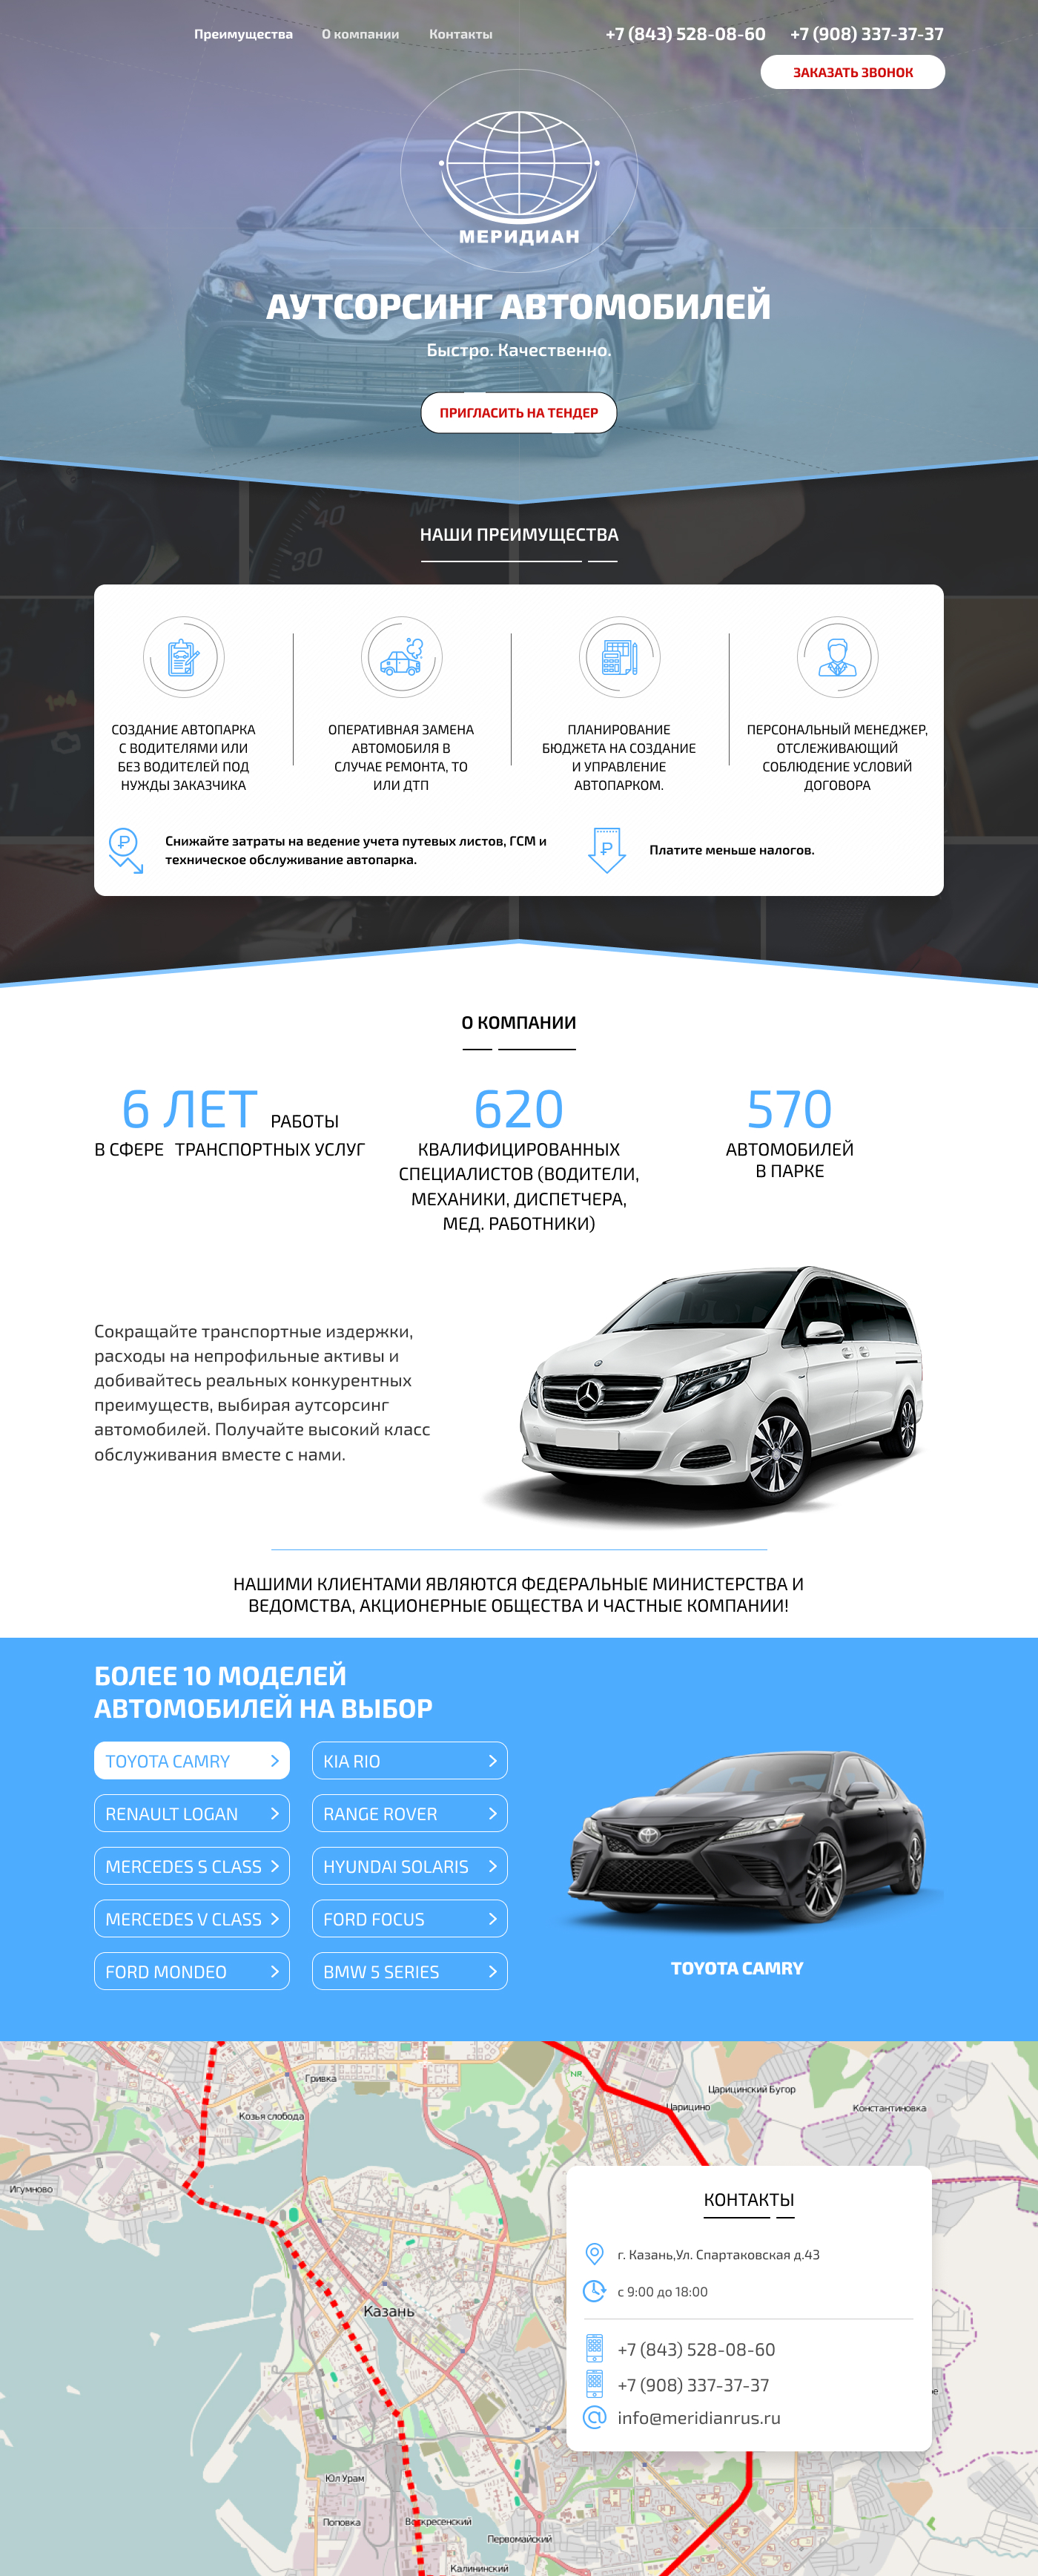 Преимущества О компании Контакты +7 (843) 528-08-60 +7 (908) 337-37-37
ЗАКАЗАТЬ ЗВОНОК
МЕРИДИАН
АУТСОРСИНГ АВТОМОБИЛЕЙ
Быстро. Качественно.
ПРИГЛАСИТЬ НА ТЕНДЕР
MPH
40
30
НАШИ ПРЕИМУЩЕСТВА
СОЗДАНИЕ АВТОПАРКА
С ВОДИТЕЛЯМИ ИЛИ
БЕЗ ВОДИТЕЛЕЙ ПОД
НУЖДЫ ЗАКАЗЧИКА
ОПЕРАТИВНАЯ ЗАМЕНА
АВТОМОБИЛЯ В
СЛУЧАЕ РЕМОНТА, ТО
ИЛИ ДТП
ПЛАНИРОВАНИЕ
БЮДЖЕТА НА СОЗДАНИЕ
И УПРАВЛЕНИЕ
АВТОПАРКОМ.
ПЕРСОНАЛЬНЫЙ МЕНЕДЖЕР,
ОТСЛЕЖИВАЮЩИЙ
СОБЛЮДЕНИЕ УСЛОВИЙ
ДОГОВОРА
Снижайте затраты на ведение учета путевых листов, ГСМ и
техническое обслуживание автопарка.
Платите меньше налогов.
О КОМПАНИИ
6 ЛЕТ РАБОТЫ
В СФЕРЕ ТРАНСПОРТНЫХ УСЛУГ
620
КВАЛИФИЦИРОВАННЫХ
СПЕЦИАЛИСТОВ (ВОДИТЕЛИ,
МЕХАНИКИ, ДИСПЕТЧЕРА,
МЕД. РАБОТНИКИ)
570
АВТОМОБИЛЕЙ
В ПАРКЕ
Сокращайте транспортные издержки,
расходы на непрофильные активы и
добивайтесь реальных конкурентных
преимуществ, выбирая аутсорсинг
автомобилей. Получайте высокий класс
обслуживания вместе с нами.
НАШИМИ КЛИЕНТАМИ ЯВЛЯЮТСЯ ФЕДЕРАЛЬНЫЕ МИНИСТЕРСТВА И
ВЕДОМСТВА, АКЦИОНЕРНЫЕ ОБЩЕСТВА И ЧАСТНЫЕ КОМПАНИИ!
БОЛЕЕ 10 МОДЕЛЕЙ
АВТОМОБИЛЕЙ НА ВЫБОР
TOYOTA CAMRY
KIA RIO
RENAULT LOGAN
RANGE ROVER
MERCEDES S CLASS
HYUNDAI SOLARIS
MERCEDES V CLASS
FORD FOCUS
FORD MONDEO
BMW 5 SERIES
TOYOTA CAMRY
Гривка
NR
Царицинский Бугор
Козья слобода
Царицино
Константиновка
Игумново
Казань
Юл Урам
Поповка
Воскресенский
Первомайский
Калининский
КОНТАКТЫ
г. Казань,Ул. Спартаковская д.43
с 9:00 до 18:00
+7 (843) 528-08-60
+7 (908) 337-37-37
info@meridianrus.ru